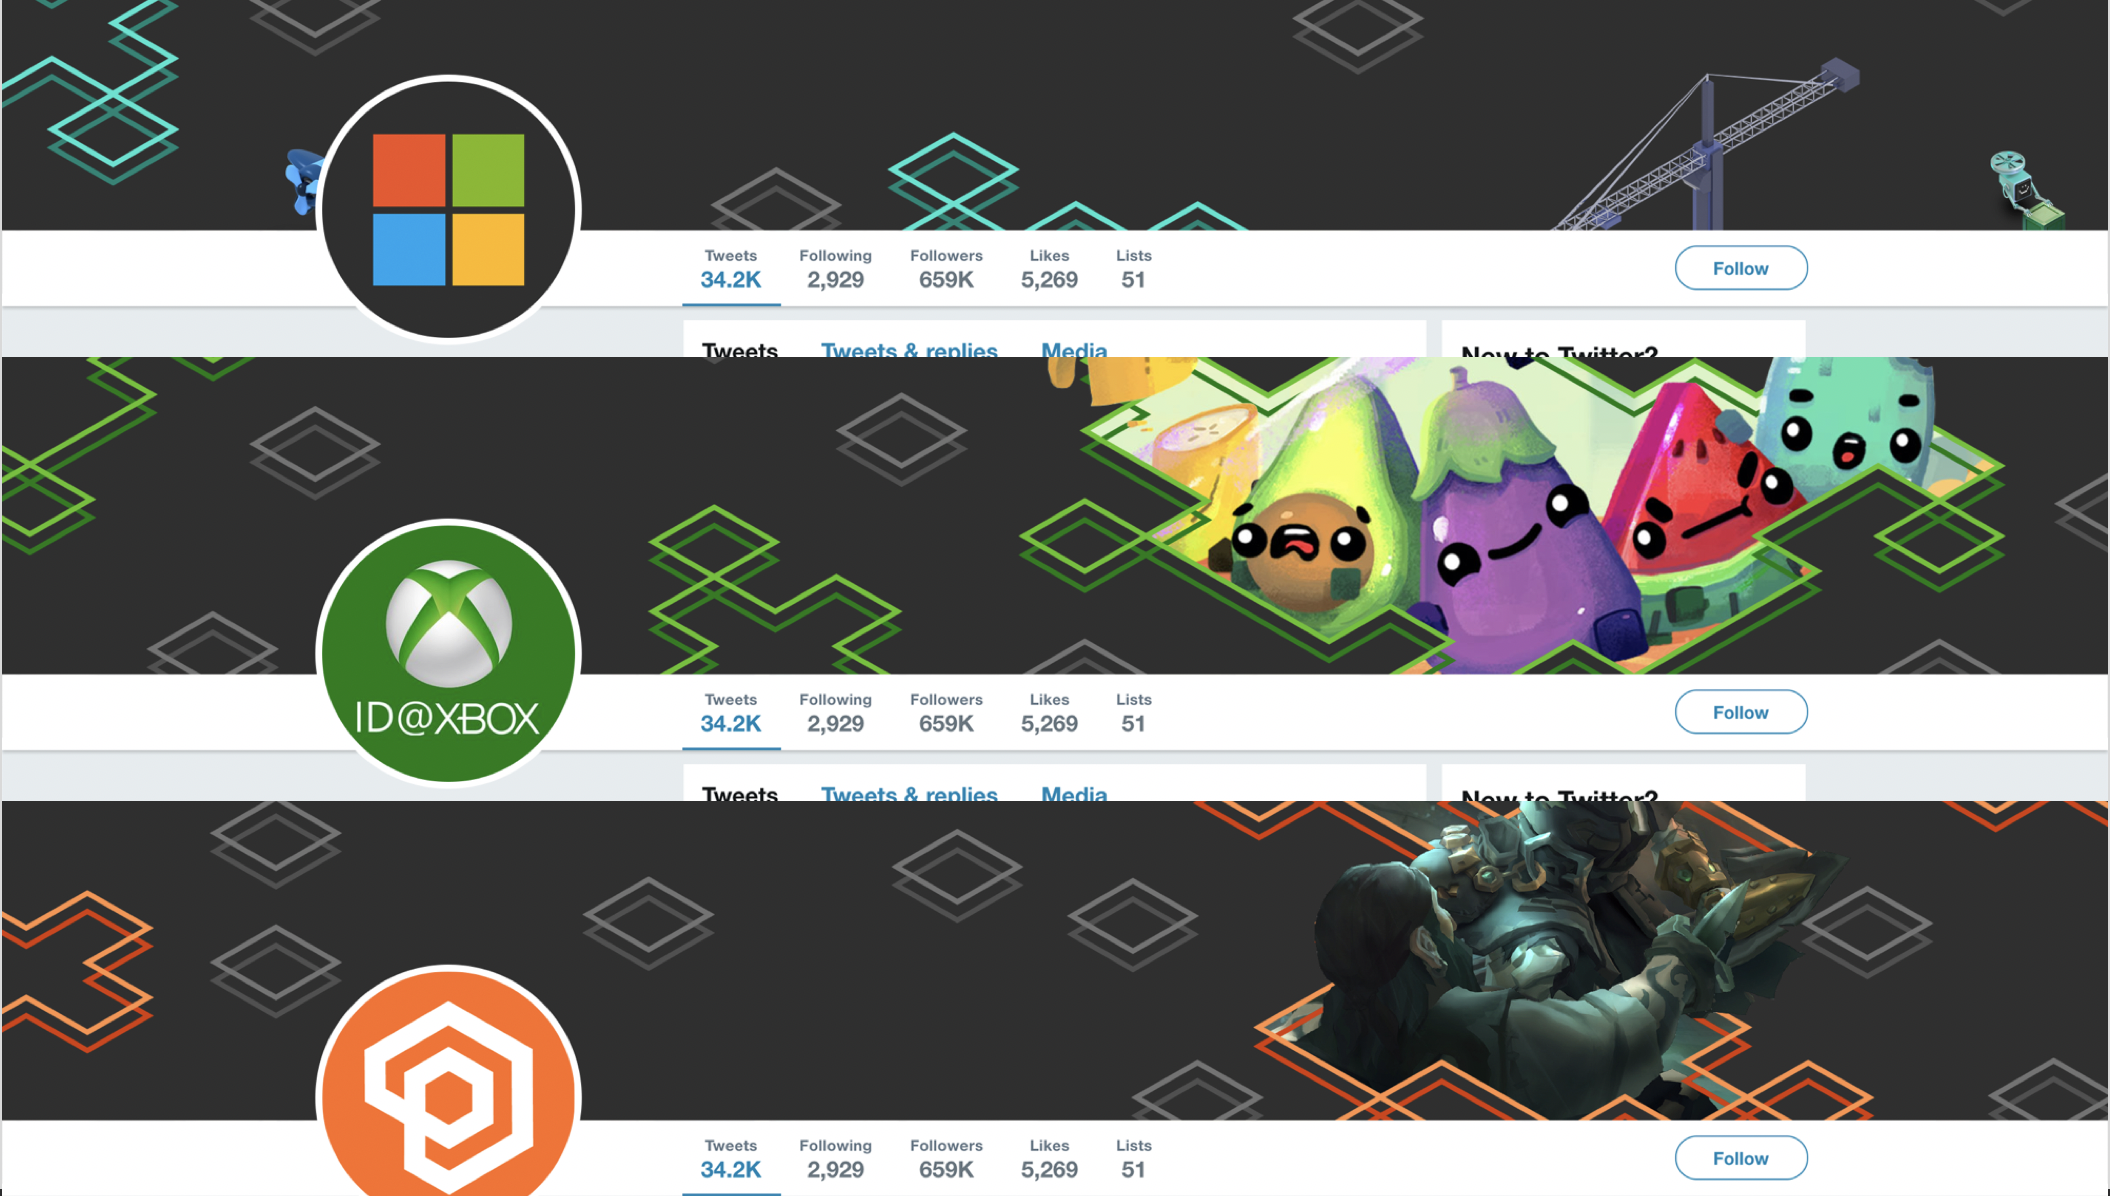 Tweets Following Followers Likes Lists
34.2K 2,929 659K 5,269 51
Follow
Tweets Tweets & replies Media New to Twitter?
ID@XBOX
Tweets Following Followers Likes Lists
34.2K 2,929 659K 5,269 51
Follow
Tweets Tweets & replies Media New to Twitter?
Tweets Following Followers Likes Lists
34.2K 2,929 659K 5,269 51
Follow